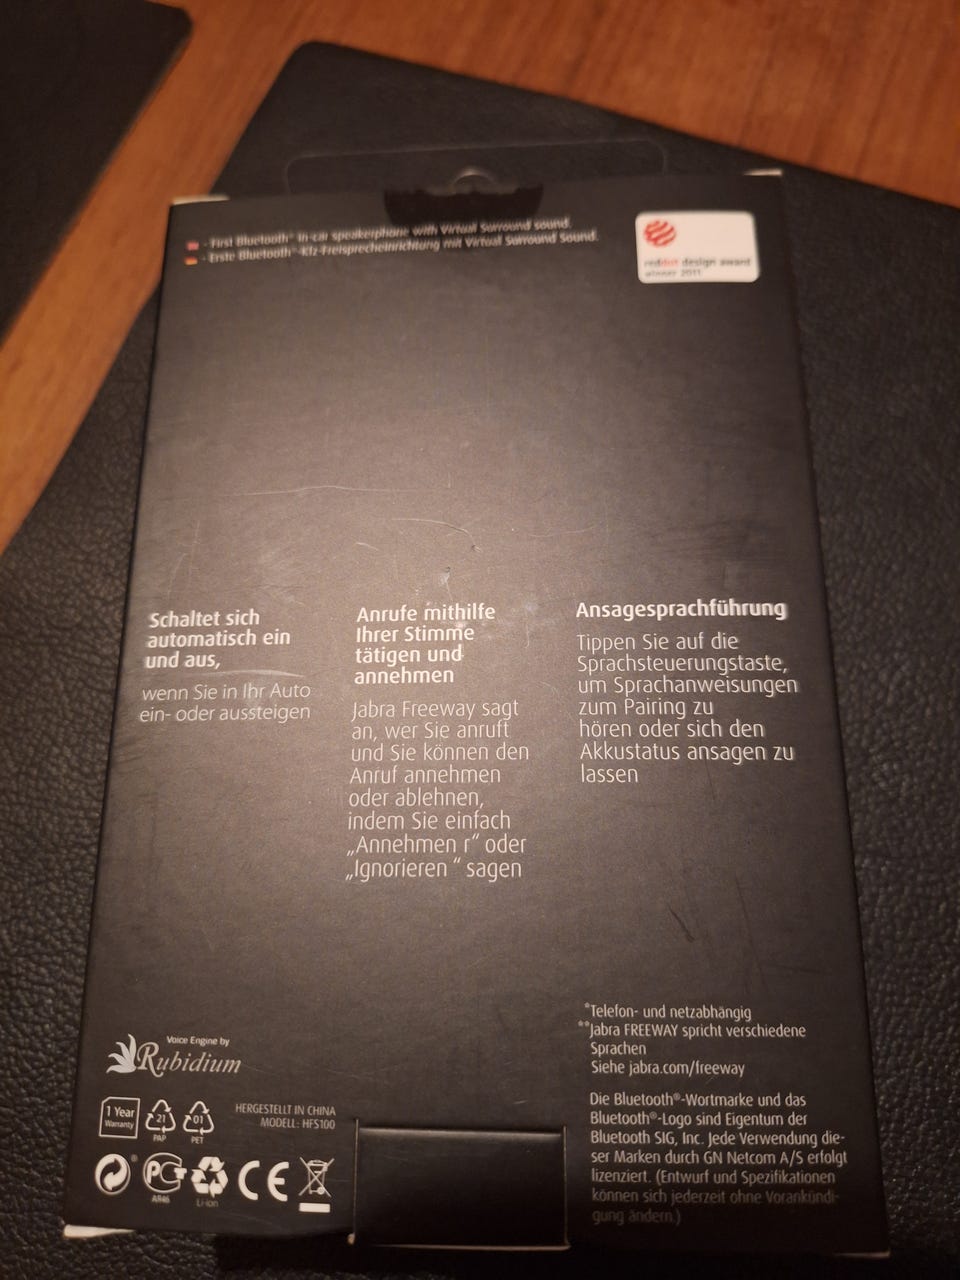 - First Bluetooth® In-car speakerphone with Virtual Surround sound.
- Erste Bluetooth®-Kfz-Freisprecheinrichtung mit Virtual Surround Sound.
reddot design award
winner 2011
Schaltet sich
automatisch ein
und aus,
wenn Sie in Ihr Auto
ein- oder aussteigen
Anrufe mithilfe
Ihrer Stimme
tätigen und
annehmen
Jabra Freeway sagt
an, wer Sie anruft
und Sie können den
Anruf annehmen
oder ablehnen,
indem Sie einfach
„Annehmen r“ oder
„Ignorieren “ sagen
Ansagesprachführung
Tippen Sie auf die
Sprachsteuerungstaste,
um Sprachanweisungen
zum Pairing zu
hören oder sich den
Akkustatus ansagen zu
lassen
*Telefon- und netzabhängig
**Jabra FREEWAY spricht verschiedene
Sprachen
Siehe jabra.com/freeway
Die Bluetooth®-Wortmarke und das
Bluetooth®-Logo sind Eigentum der
Bluetooth SIG, Inc. Jede Verwendung die-
ser Marken durch GN Netcom A/S erfolgt
lizenziert. (Entwurf und Spezifikationen
können sich jederzeit ohne Vorankündi-
gung ändern.)
Voice Engine by
Rubidium
1 Year
Warranty
21
PAP
01
PET
HERGESTELLT IN CHINA
MODELL: HFS100
®
AR46
Li-ion
CE